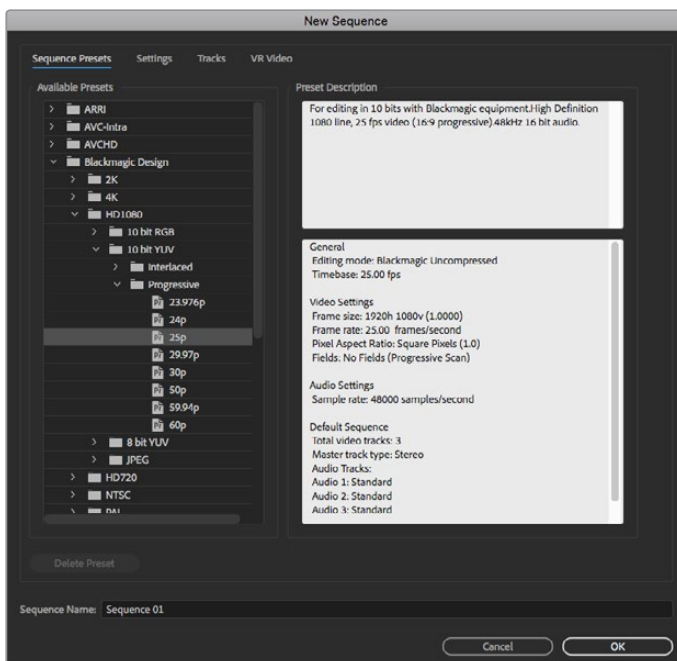 New Sequence
Sequence Presets Settings Tracks VR Video
Available Presets
ARRI
AVC-Intra
AVCHD
Blackmagic Design
2K
4K
HD1080
10 bit RGB
10 bit YUV
Interlaced
Progressive
23.976p
24p
25p
29.97p
30p
50p
59.94p
60p
8 bit YUV
JPEG
HD720
NTSC
PAL
Delete Preset
Preset Description
For editing in 10 bits with Blackmagic equipment.High Definition
1080 line, 25 fps video (16:9 progressive).48kHz 16 bit audio.
General
Editing mode: Blackmagic Uncompressed
Timebase: 25.00 fps
Video Settings
Frame size: 1920h 1080v (1.0000)
Frame rate: 25.00 frames/second
Pixel Aspect Ratio: Square Pixels (1.0)
Fields: No Fields (Progressive Scan)
Audio Settings
Sample rate: 48000 samples/second
Default Sequence
Total video tracks: 3
Master track type: Stereo
Audio Tracks:
Audio 1: Standard
Audio 2: Standard
Audio 3: Standard
Sequence Name: Sequence 01
Cancel OK